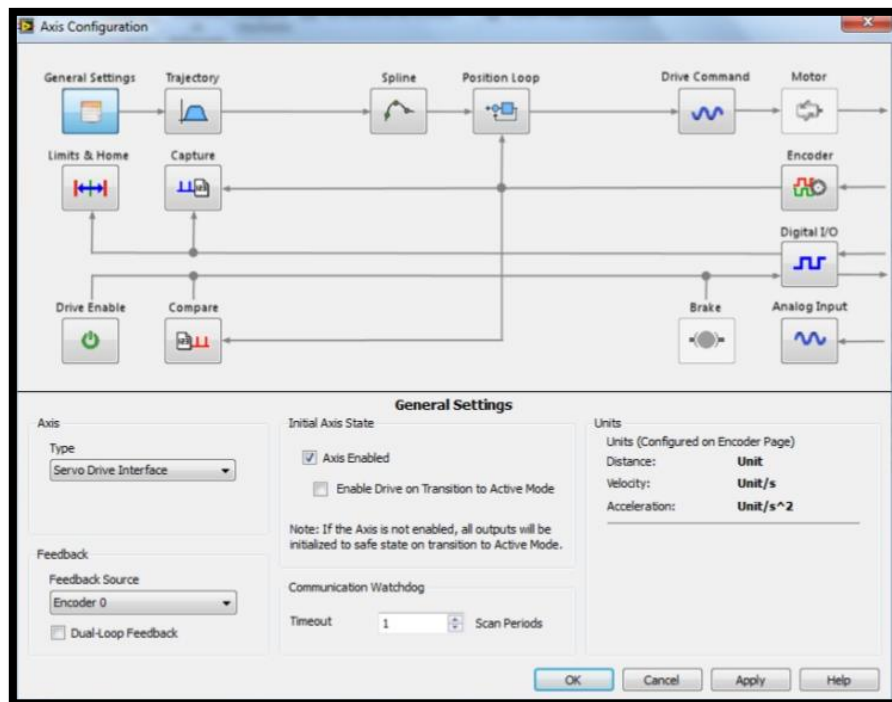 Axis Configuration
General Settings
Trajectory
Spline
Position Loop
Drive Command
Motor
Limits & Home
Capture
Encoder
Digital I/O
Drive Enable
Compare
Brake
Analog Input
General Settings
Axis
Type
Servo Drive Interface
Feedback
Feedback Source
Encoder 0
Dual-Loop Feedback
Initial Axis State
Axis Enabled
Enable Drive on Transition to Active Mode
Note: If the Axis is not enabled, all outputs will be
initialized to safe state on transition to Active Mode.
Communication Watchdog
Timeout 1 Scan Periods
Units
Units (Configured on Encoder Page)
Distance: Unit
Velocity: Unit/s
Acceleration: Unit/s^2
OK Cancel Apply Help